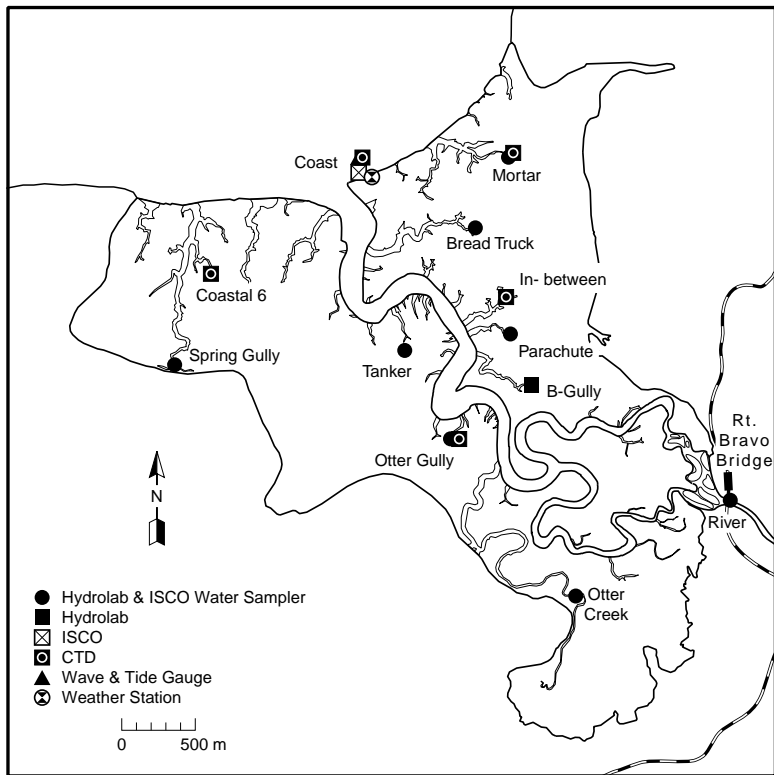 Coast
Mortar
Bread Truck
In- between
Coastal 6
Parachute
Spring Gully
Tanker
B-Gully
Rt.
Bravo
Bridge
Otter Gully
N
River
Otter
Creek
Hydrolab & ISCO Water Sampler
Hydrolab
ISCO
CTD
Wave & Tide Gauge
Weather Station
0 500 m